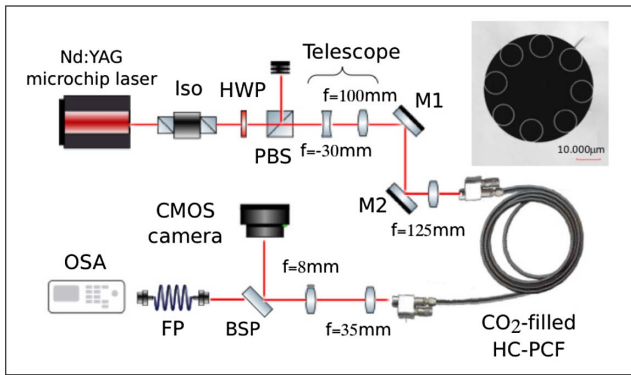 Nd:YAG
microchip laser
Iso
HWP
PBS
Telescope
f=100mm
f=-30mm
M1
M2
f=125mm
10.000µm
CMOS
camera
OSA
FP
BSP
f=8mm
f=35mm
CO₂-filled
HC-PCF